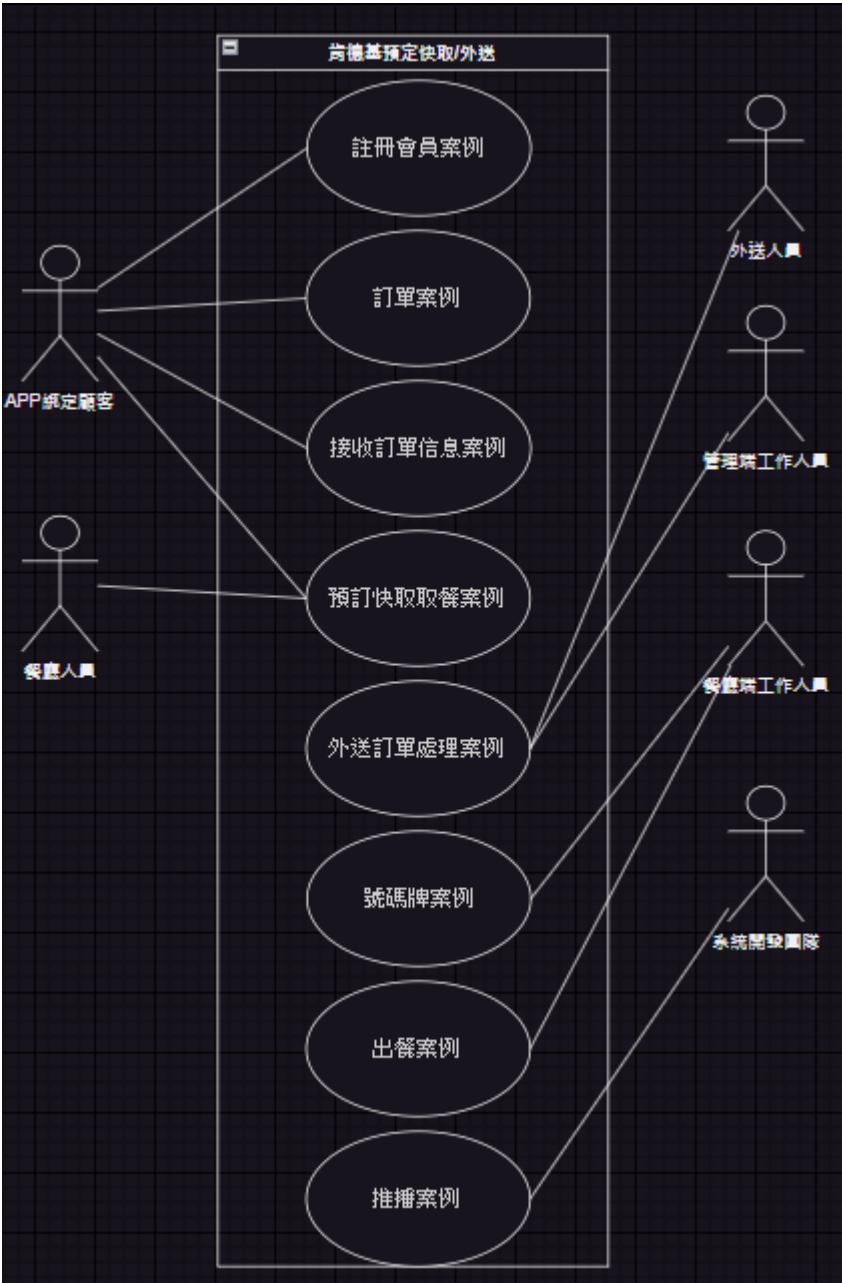 肯德基預定快取/外送
註冊會員案例
訂單案例
接收訂單信息案例
預訂快取取餐案例
外送訂單處理案例
號碼牌案例
出餐案例
推播案例
APP綁定顧客
餐廳人員
外送人員
管理端工作人員
餐廳端工作人員
系統開發團隊